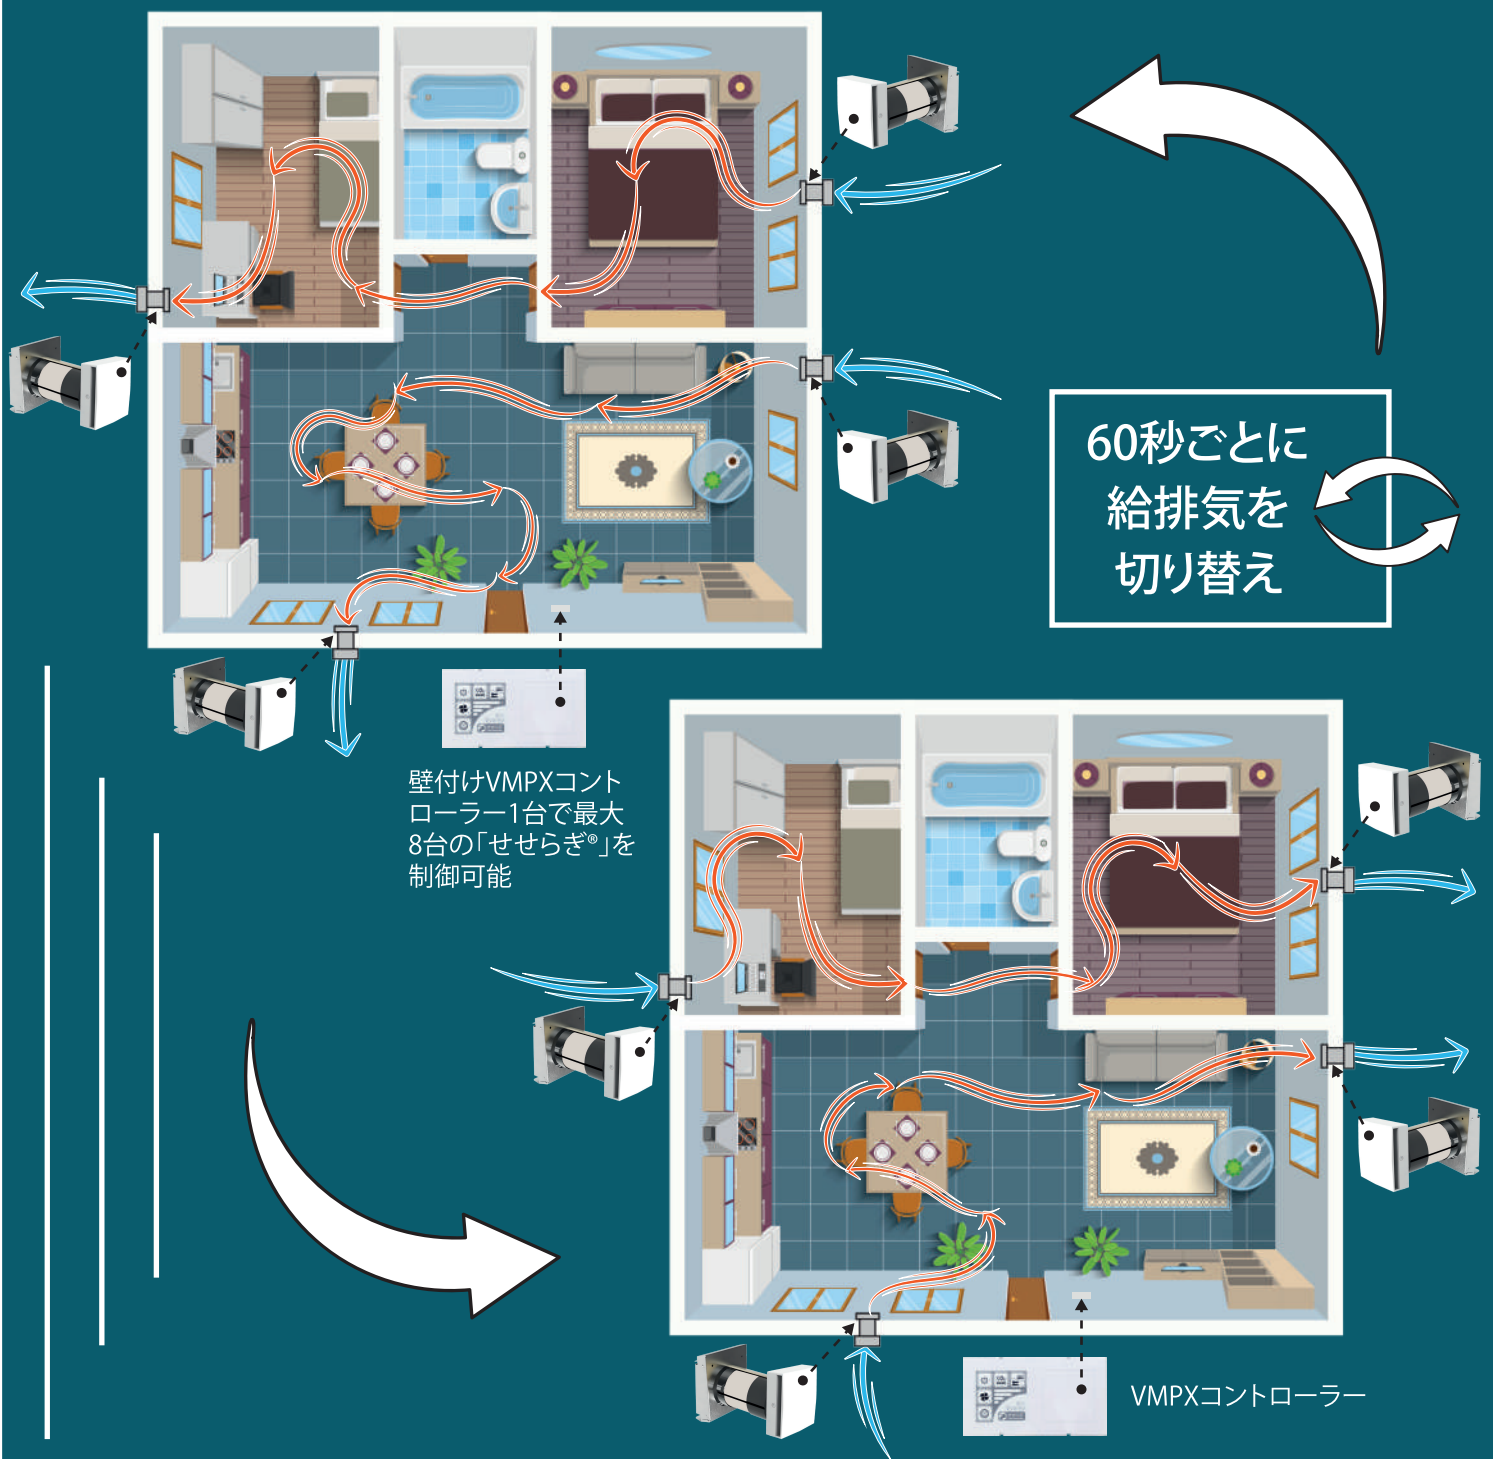 60秒ごとに
給排気を
切り替え
壁付けVMPXコント
ローラー1台で最大
8台の「せせらぎ®」を
制御可能
VMPXコントローラー